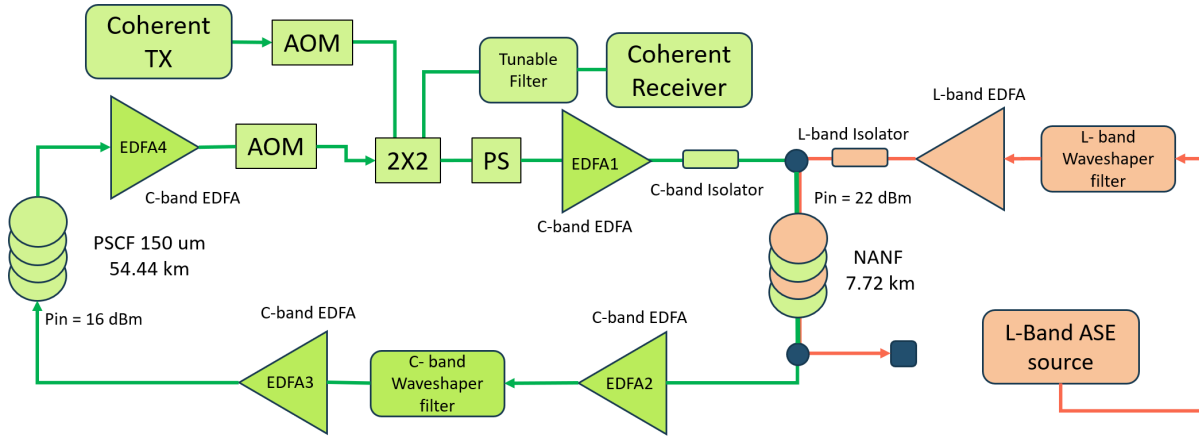 Coherent
TX
AOM
Tunable
Filter
Coherent
Receiver
L-band EDFA
L-band Isolator
L- band
Waveshaper
filter
EDFA4
AOM
2X2
PS
EDFA1
C-band Isolator
C-band EDFA
C-band EDFA
Pin = 22 dBm
PSCF 150 um
54.44 km
NANF
7.72 km
Pin = 16 dBm
C-band EDFA
C-band EDFA
L-Band ASE
source
EDFA3
C- band
Waveshaper
filter
EDFA2